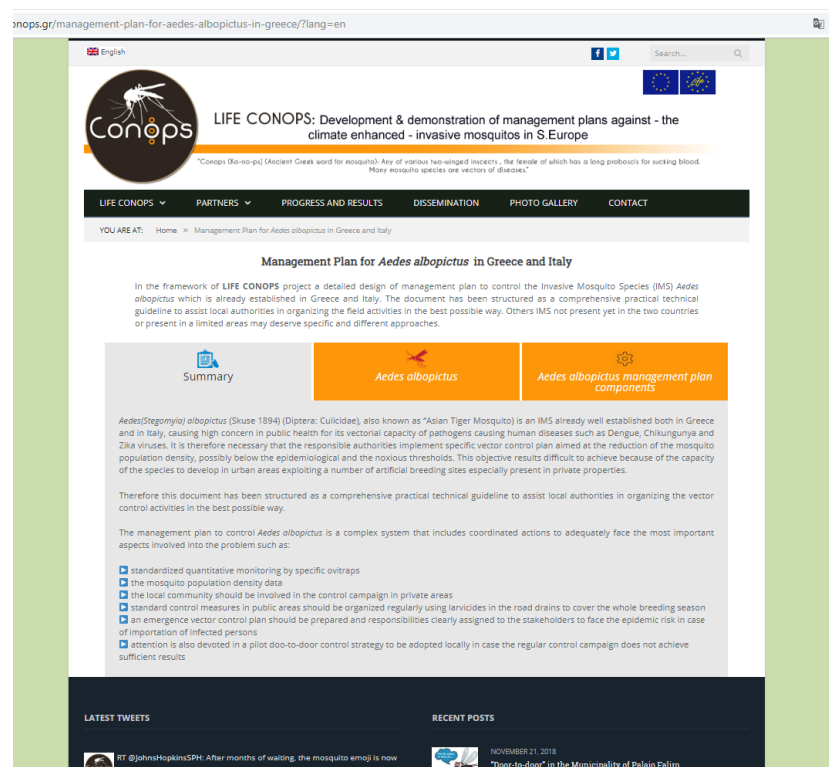 onops.gr/management-plan-for-aedes-albopictus-in-greece/?lang=en
English
Search...
Conops
life
LIFE CONOPS: Development & demonstration of management plans against - the
climate enhanced - invasive mosquitos in S.Europe
"Conops (Ko-no-ps) (Ancient Greek word for mosquito): Any of various two-winged inscects , the female of which has a long proboscis for sucking blood.
Many mosquito species are vectors of diseases."
LIFE CONOPS
PARTNERS
PROGRESS AND RESULTS
DISSEMINATION
PHOTO GALLERY
CONTACT
YOU ARE AT: Home » Management Plan for Aedes albopictus in Greece and Italy
Management Plan for Aedes albopictus in Greece and Italy
In the framework of LIFE CONOPS project a detailed design of management plan to control the Invasive Mosquito Species (IMS) Aedes
albopictus which is already established in Greece and Italy. The document has been structured as a comprehensive practical technical
guideline to assist local authorities in organizing the field activities in the best possible way. Others IMS not present yet in the two countries
or present in a limited areas may deserve specific and different approaches.
Summary
Aedes albopictus
Aedes albopictus management plan
components
Aedes(Stegomyia) albopictus (Skuse 1894) (Diptera: Culicidae), also known as "Asian Tiger Mosquito) is an IMS already well established both in Greece
and in Italy, causing high concern in public health for its vectorial capacity of pathogens causing human diseases such as Dengue, Chikungunya and
Zika viruses. It is therefore necessary that the responsible authorities implement specific vector control plan aimed at the reduction of the mosquito
population density, possibly below the epidemiological and the noxious thresholds. This objective results difficult to achieve because of the capacity
of the species to develop in urban areas exploiting a number of artificial breeding sites especially present in private properties.
Therefore this document has been structured as a comprehensive practical technical guideline to assist local authorities in organizing the vector
control activities in the best possible way.
The management plan to control Aedes albopictus is a complex system that includes coordinated actions to adequately face the most important
aspects involved into the problem such as:
standardized quantitative monitoring by specific ovitraps
the mosquito population density data
the local community should be involved in the control campaign in private areas
standard control measures in public areas should be organized regularly using larvicides in the road drains to cover the whole breeding season
an emergence vector control plan should be prepared and responsibilities clearly assigned to the stakeholders to face the epidemic risk in case
of importation of infected persons
attention is also devoted in a pilot doo-to-door control strategy to be adopted locally in case the regular control campaign does not achieve
sufficient results
LATEST TWEETS
RECENT POSTS
RT @JohnsHopkinsSPH: After months of waiting, the mosquito emoji is now
NOVEMBER 21, 2018
"Door-to-door" in the Municipality of Palaio Faliro